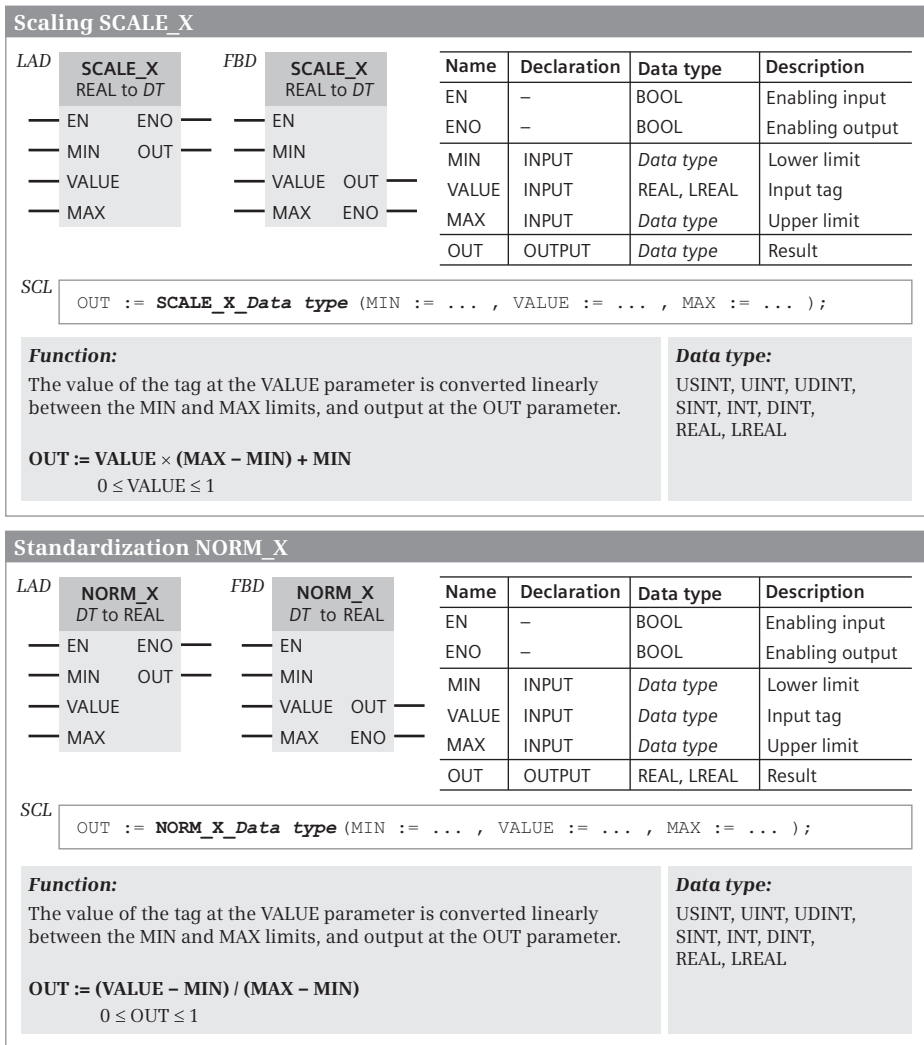 Scaling SCALE_X
LAD
SCALE_X
REAL to DT
EN ENO
MIN OUT
VALUE
MAX
FBD
SCALE_X
REAL to DT
EN
MIN
VALUE OUT
MAX ENO
Name Declaration Data type Description
EN – BOOL Enabling input
ENO – BOOL Enabling output
MIN INPUT Data type Lower limit
VALUE INPUT REAL, LREAL Input tag
MAX INPUT Data type Upper limit
OUT OUTPUT Data type Result
SCL
OUT := SCALE_X_Data type (MIN := ... , VALUE := ... , MAX := ... );
Function:
The value of the tag at the VALUE parameter is converted linearly
between the MIN and MAX limits, and output at the OUT parameter.
OUT := VALUE × (MAX – MIN) + MIN
0 ≤ VALUE ≤ 1
Data type:
USINT, UINT, UDINT,
SINT, INT, DINT,
REAL, LREAL
Standardization NORM_X
LAD
NORM_X
DT to REAL
EN ENO
MIN OUT
VALUE
MAX
FBD
NORM_X
DT to REAL
EN
MIN
VALUE OUT
MAX ENO
Name Declaration Data type Description
EN – BOOL Enabling input
ENO – BOOL Enabling output
MIN INPUT Data type Lower limit
VALUE INPUT Data type Input tag
MAX INPUT Data type Upper limit
OUT OUTPUT REAL, LREAL Result
SCL
OUT := NORM_X_Data type (MIN := ... , VALUE := ... , MAX := ... );
Function:
The value of the tag at the VALUE parameter is converted linearly
between the MIN and MAX limits, and output at the OUT parameter.
OUT := (VALUE – MIN) / (MAX – MIN)
0 ≤ OUT ≤ 1
Data type:
USINT, UINT, UDINT,
SINT, INT, DINT,
REAL, LREAL